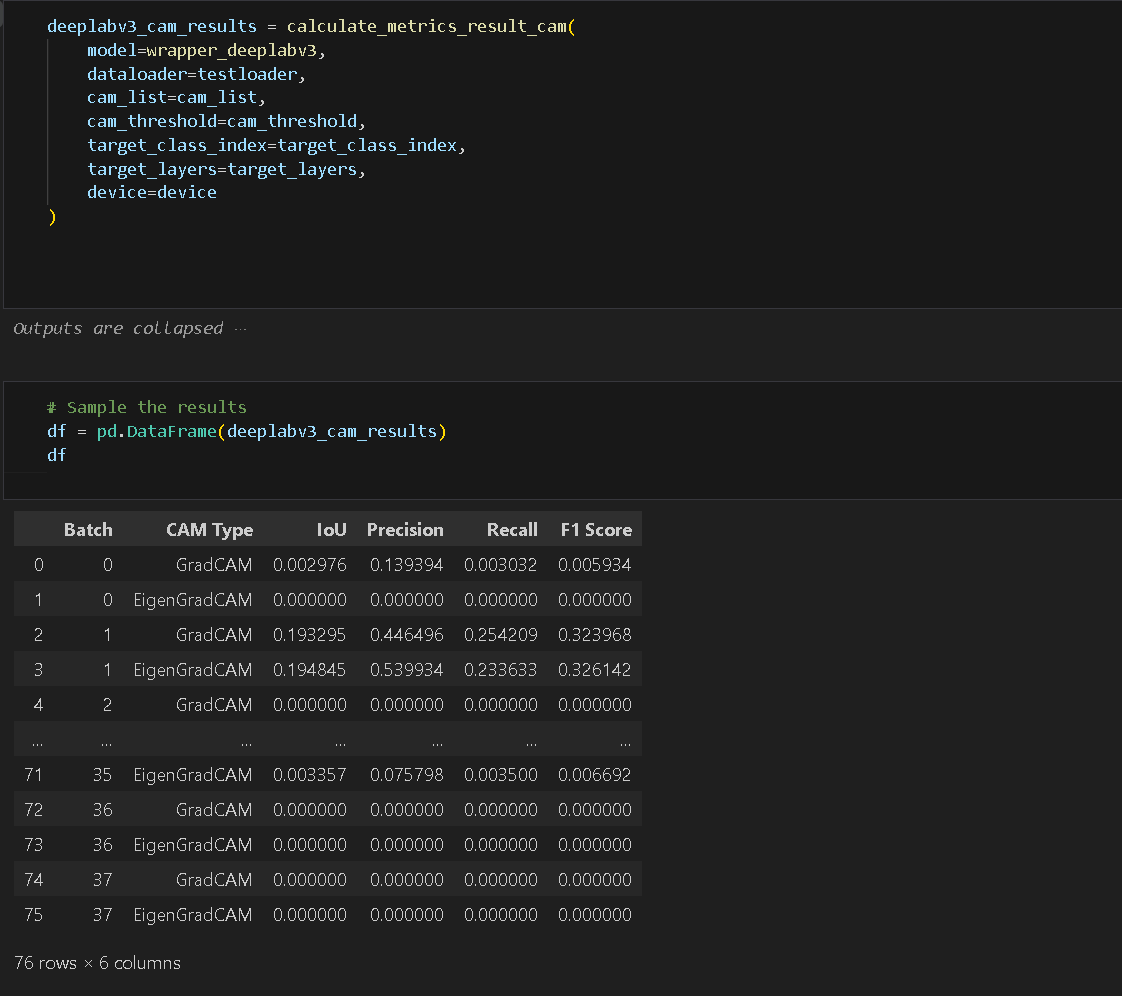 deeplabv3_cam_results = calculate_metrics_result_cam(
    model=wrapper_deeplabv3,
    dataloader=testloader,
    cam_list=cam_list,
    cam_threshold=cam_threshold,
    target_class_index=target_class_index,
    target_layers=target_layers,
    device=device
)
Outputs are collapsed ...
# Sample the results
df = pd.DataFrame(deeplabv3_cam_results)
df
Batch CAM Type IoU Precision Recall F1 Score
0 0 GradCAM 0.002976 0.139394 0.003032 0.005934
1 0 EigenGradCAM 0.000000 0.000000 0.000000 0.000000
2 1 GradCAM 0.193295 0.446496 0.254209 0.323968
3 1 EigenGradCAM 0.194845 0.539934 0.233633 0.326142
4 2 GradCAM 0.000000 0.000000 0.000000 0.000000
... ... ... ... ... ... ...
71 35 EigenGradCAM 0.003357 0.075798 0.003500 0.006692
72 36 GradCAM 0.000000 0.000000 0.000000 0.000000
73 36 EigenGradCAM 0.000000 0.000000 0.000000 0.000000
74 37 GradCAM 0.000000 0.000000 0.000000 0.000000
75 37 EigenGradCAM 0.000000 0.000000 0.000000 0.000000
76 rows × 6 columns